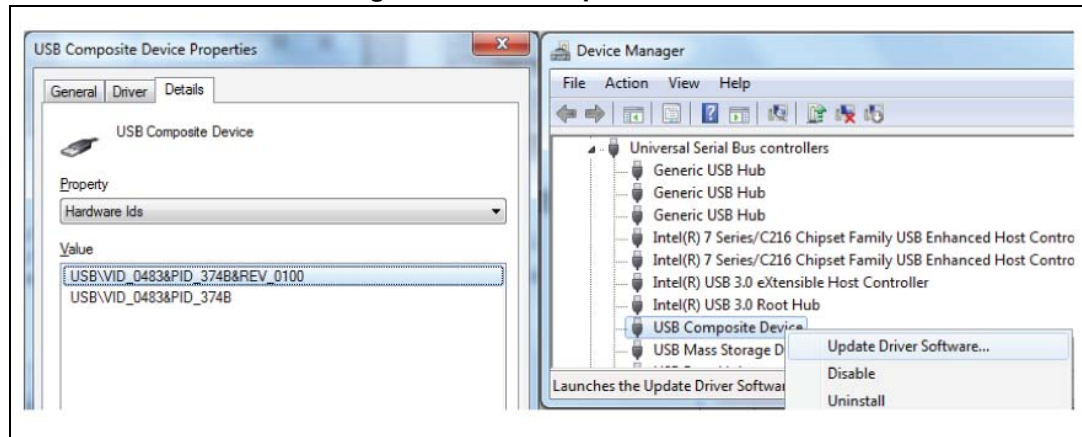 USB Composite Device Properties
General Driver Details
USB Composite Device
Property
Hardware Ids
Value
USB\VID_0483&PID_374B&REV_0100
USB\VID_0483&PID_374B
Device Manager
File Action View Help
Universal Serial Bus controllers
Generic USB Hub
Generic USB Hub
Generic USB Hub
Intel(R) 7 Series/C216 Chipset Family USB Enhanced Host Contro
Intel(R) 7 Series/C216 Chipset Family USB Enhanced Host Contro
Intel(R) USB 3.0 eXtensible Host Controller
Intel(R) USB 3.0 Root Hub
USB Composite Device
USB Mass Storage D
Launches the Update Driver Softwa
Update Driver Software...
Disable
Uninstall